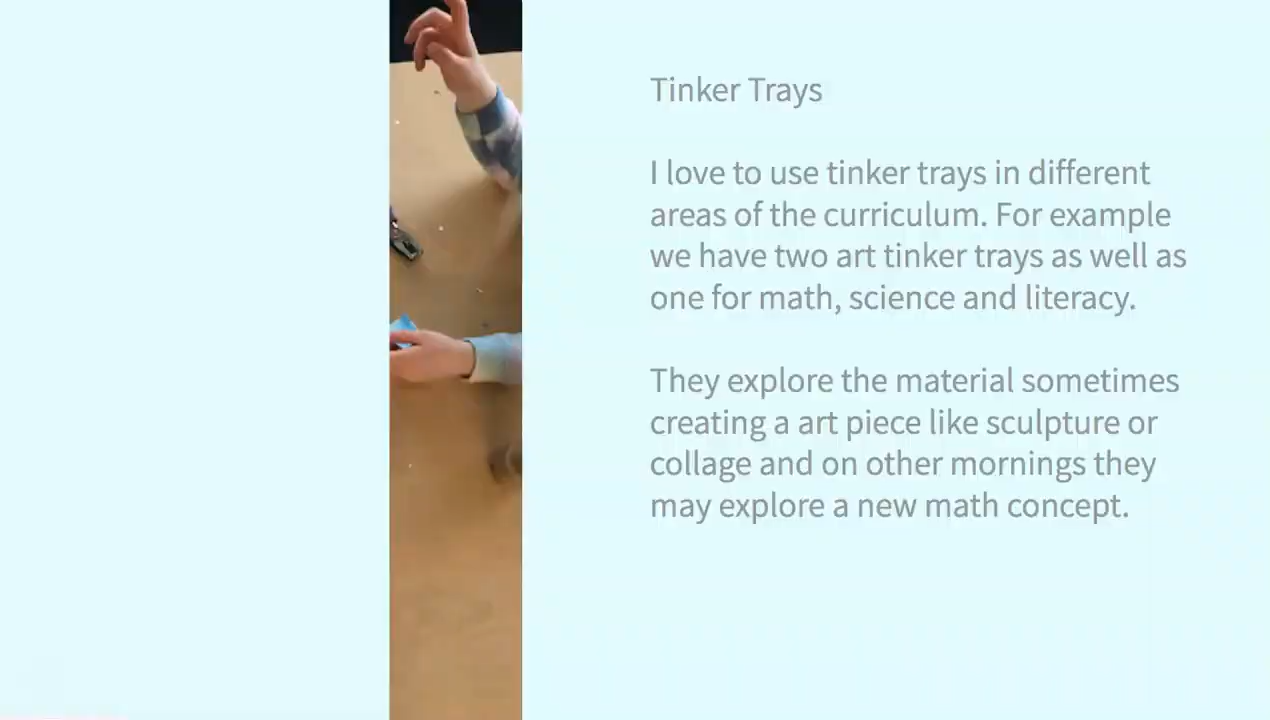 Tinker Trays
I love to use tinker trays in different
areas of the curriculum. For example
we have two art tinker trays as well as
one for math, science and literacy.
They explore the material sometimes
creating a art piece like sculpture or
collage and on other mornings they
may explore a new math concept.